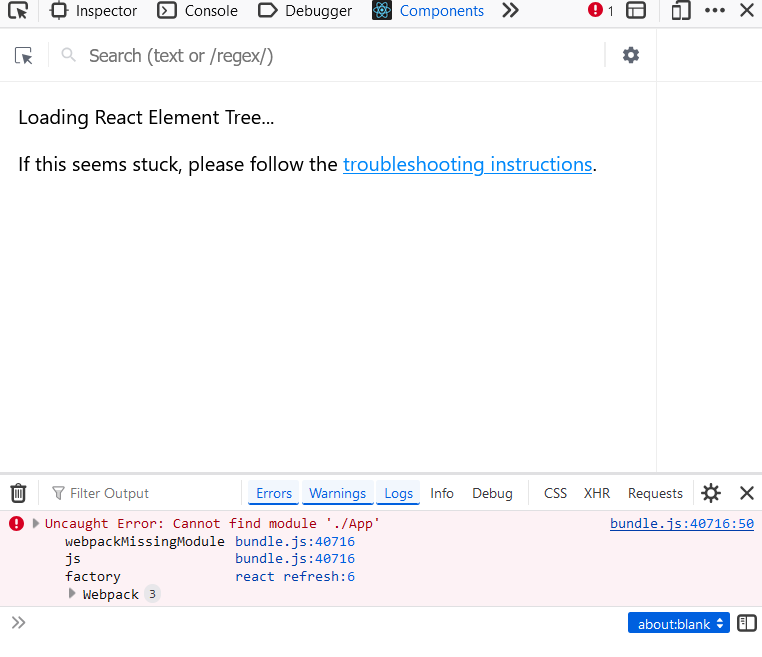 Inspector Console Debugger Components 1
Search (text or /regex/)
Loading React Element Tree...
If this seems stuck, please follow the troubleshooting instructions.
Filter Output Errors Warnings Logs Info Debug CSS XHR Requests
Uncaught Error: Cannot find module './App' bundle.js:40716:50
webpackMissingModule bundle.js:40716
js bundle.js:40716
factory react refresh:6
Webpack 3
about:blank